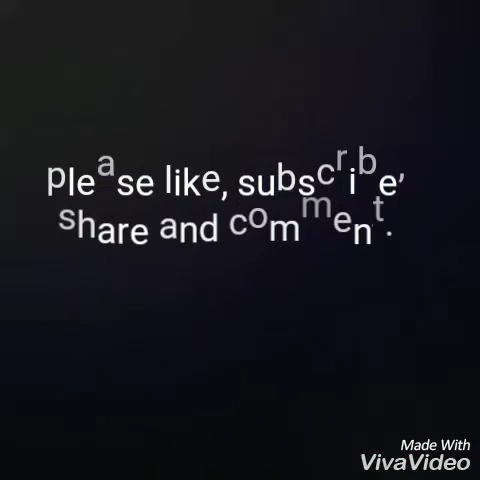 please like, subscribe,
share and comment.
Made With
VivaVideo